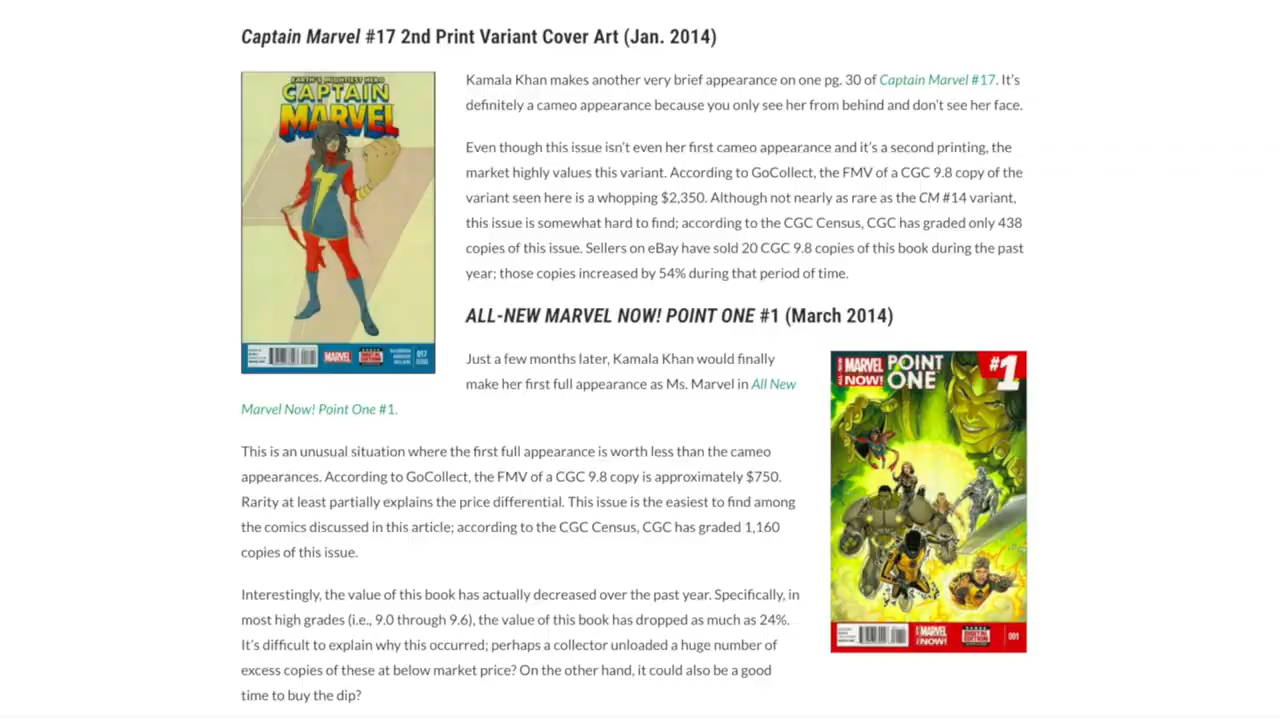 Captain Marvel #17 2nd Print Variant Cover Art (Jan. 2014)
EARTH'S MIGHTIEST HERO
CAPTAIN
MARVEL
MARVEL
DIGITAL
EDITION
017
Kamala Khan makes another very brief appearance on one pg. 30 of Captain Marvel #17. It's
definitely a cameo appearance because you only see her from behind and don't see her face.
Even though this issue isn't even her first cameo appearance and it's a second printing, the
market highly values this variant. According to GoCollect, the FMV of a CGC 9.8 copy of the
variant seen here is a whopping $2,350. Although not nearly as rare as the CM #14 variant,
this issue is somewhat hard to find; according to the CGC Census, CGC has graded only 438
copies of this issue. Sellers on eBay have sold 20 CGC 9.8 copies of this book during the past
year; those copies increased by 54% during that period of time.
ALL-NEW MARVEL NOW! POINT ONE #1 (March 2014)
Just a few months later, Kamala Khan would finally
make her first full appearance as Ms. Marvel in All New
Marvel Now! Point One #1.
ALL-NEW
MARVEL
NOW!
POINT
ONE
#1
MARVEL
NOW!
DIGITAL
EDITION
001
This is an unusual situation where the first full appearance is worth less than the cameo
appearances. According to GoCollect, the FMV of a CGC 9.8 copy is approximately $750.
Rarity at least partially explains the price differential. This issue is the easiest to find among
the comics discussed in this article; according to the CGC Census, CGC has graded 1,160
copies of this issue.
Interestingly, the value of this book has actually decreased over the past year. Specifically, in
most high grades (i.e., 9.0 through 9.6), the value of this book has dropped as much as 24%.
It's difficult to explain why this occurred; perhaps a collector unloaded a huge number of
excess copies of these at below market price? On the other hand, it could also be a good
time to buy the dip?